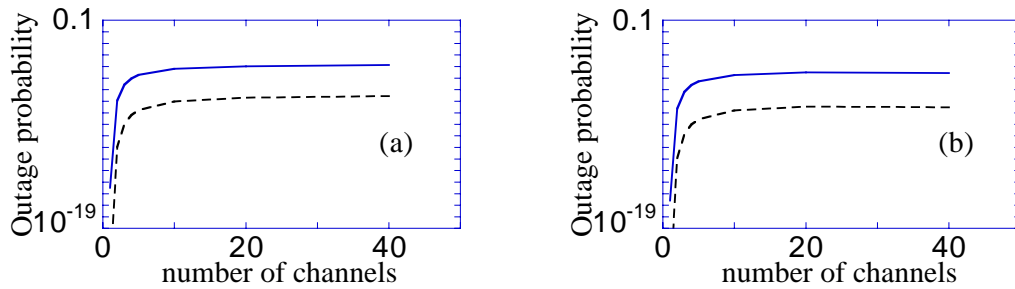 0.1
Outage probability
(a)
10-19
0
20
40
number of channels
0.1
Outage probability
(b)
10-19
0
20
40
number of channels